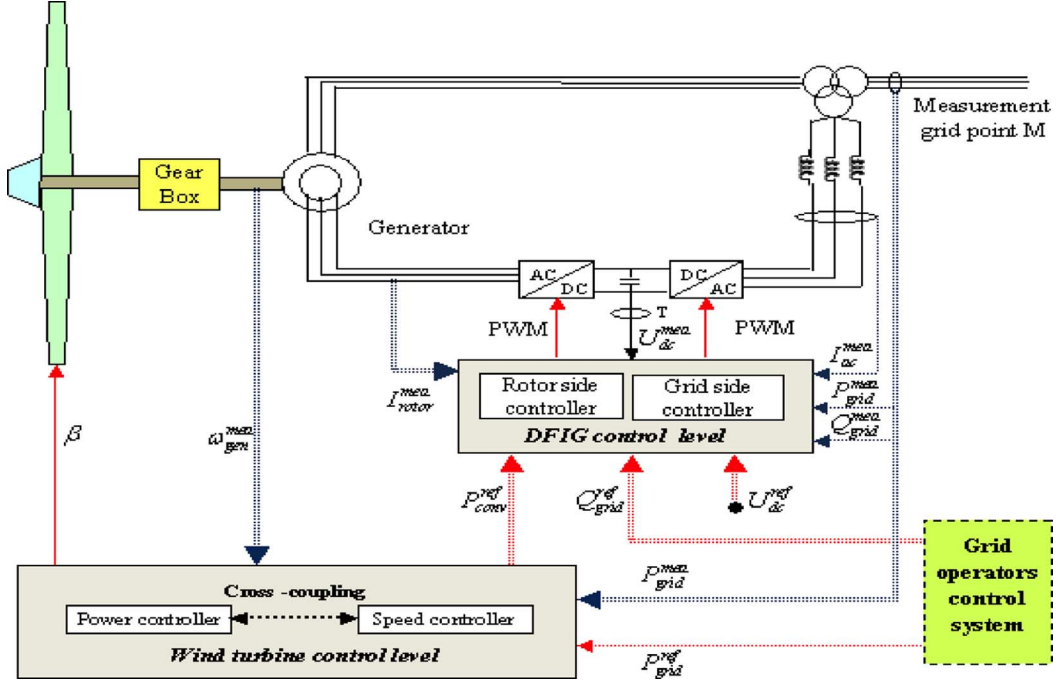 Measurement
grid point M
Gear
Box
Generator
AC
DC
DC
AC
T
PWM
U_dc^mea
PWM
I_ac^mea
P_grid^mea
Q_grid^mea
I_rotor^mea
Rotor side
controller
Grid side
controller
DFIG control level
β
ω_gen^mea
P_conv^ref
Q_grid^ref
U_dc^ref
Grid
operators
control
system
P_grid^mea
Cross -coupling
Power controller
Speed controller
Wind turbine control level
P_grid^ref